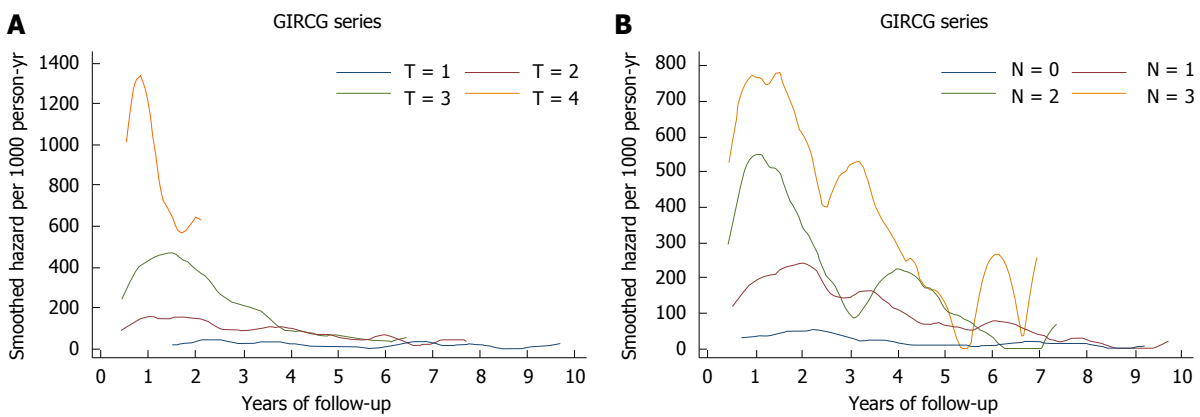 A
GIRCG series
Smoothed hazard per 1000 person-yr
1400
1200
1000
800
600
400
200
0
T = 1
T = 2
T = 3
T = 4
0 1 2 3 4 5 6 7 8 9 10
Years of follow-up
B
GIRCG series
Smoothed hazard per 1000 person-yr
800
700
600
500
400
300
200
100
0
N = 0
N = 1
N = 2
N = 3
0 1 2 3 4 5 6 7 8 9 10
Years of follow-up